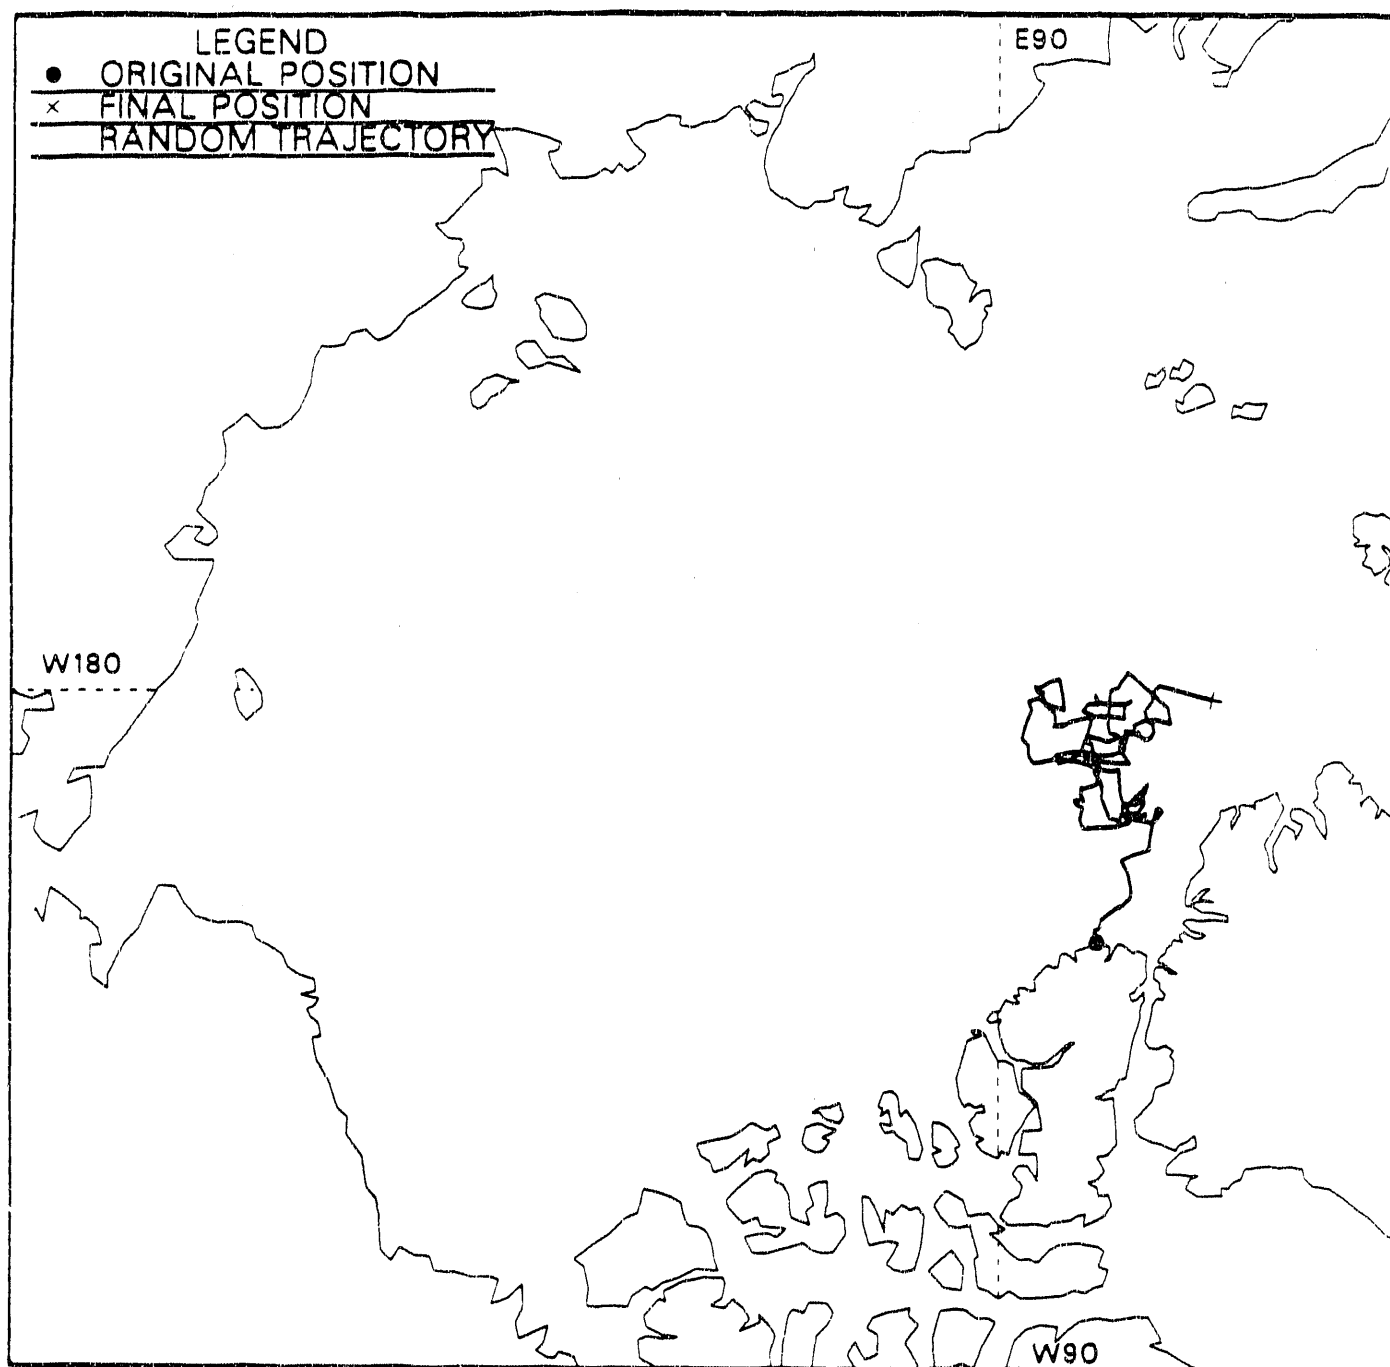 LEGEND
● ORIGINAL POSITION
× FINAL POSITION
RANDOM TRAJECTORY
E90
W180
W90